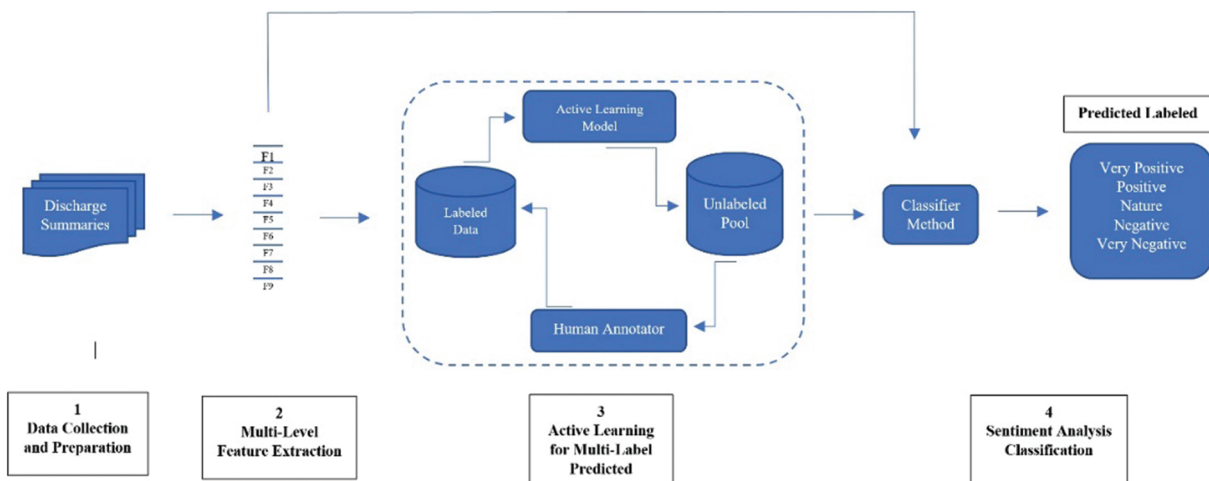 Discharge
Summaries
F1
F2
F3
F4
F5
F6
F7
F8
F9
Active Learning
Model
Labeled
Data
Unlabeled
Pool
Human Annotator
Classifier
Method
Predicted Labeled
Very Positive
Positive
Nature
Negative
Very Negative
1
Data Collection
and Preparation
2
Multi-Level
Feature Extraction
3
Active Learning
for Multi-Label
Predicted
4
Sentiment Analysis
Classification